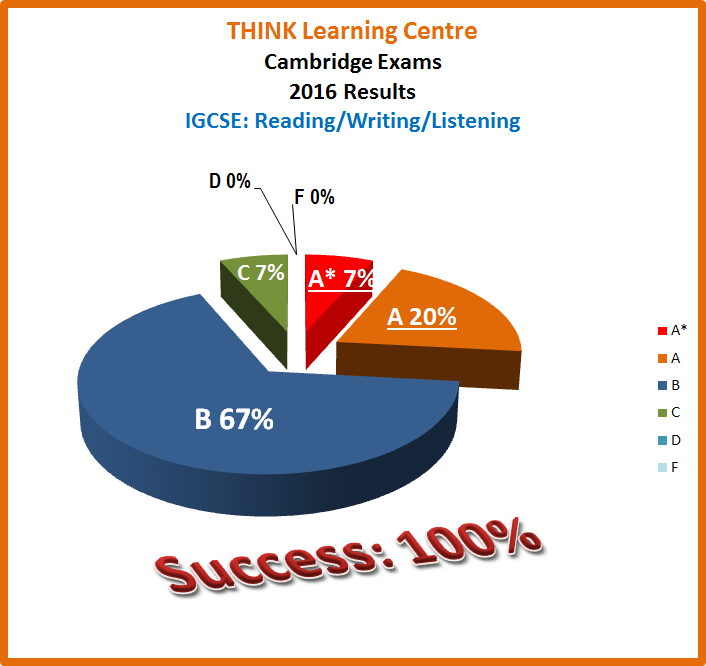 THINK Learning Centre
Cambridge Exams
2016 Results
IGCSE: Reading/Writing/Listening
D 0%
F 0%
C 7%
A* 7%
A 20%
B 67%
A*
A
B
C
D
F
Success: 100%